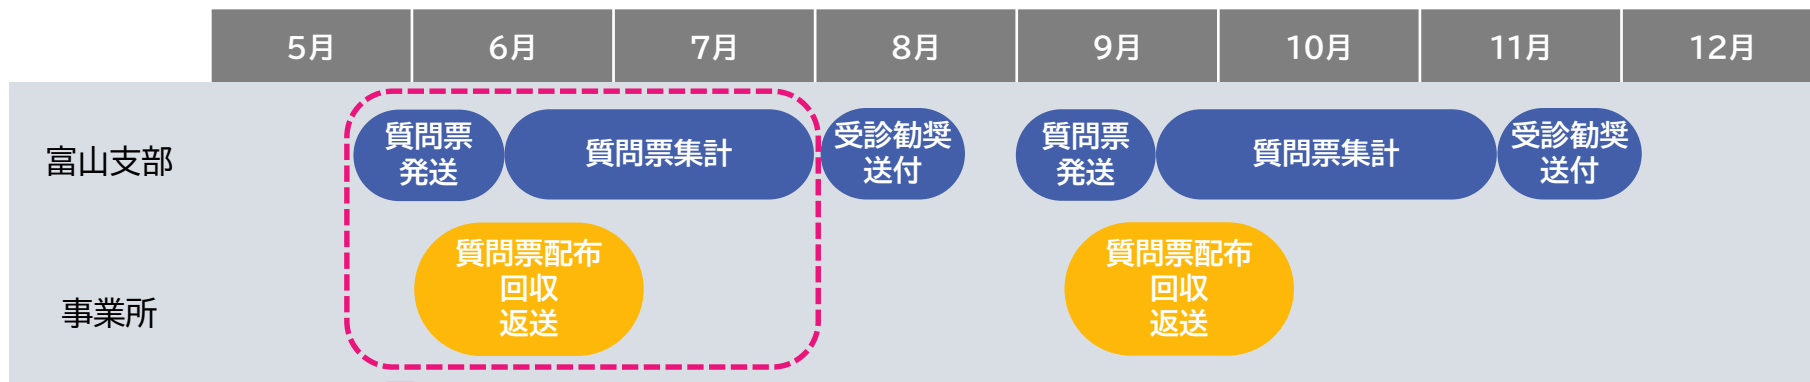 5月
6月
7月
8月
9月
10月
11月
12月
富山支部
質問票
発送
質問票集計
受診勧奨
送付
質問票
発送
質問票集計
受診勧奨
送付
事業所
質問票配布
回収
返送
質問票配布
回収
返送